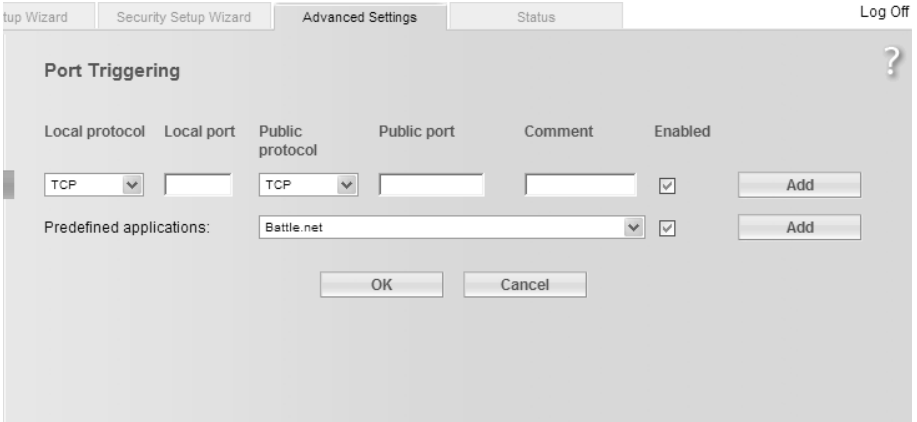 tup Wizard
Security Setup Wizard
Advanced Settings
Status
Log Off
?
Port Triggering
Local protocol
Local port
Public protocol
Public port
Comment
Enabled
TCP
TCP
Add
Predefined applications:
Battle.net
Add
OK
Cancel